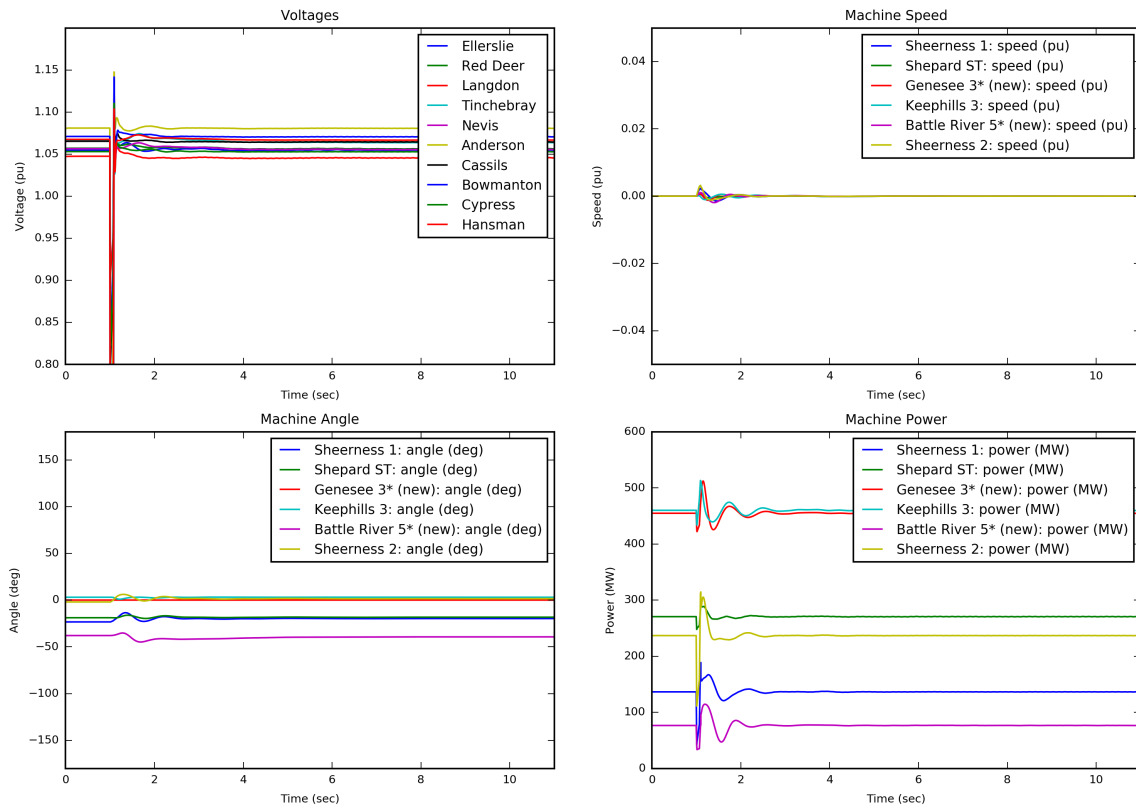 Voltages
1.15
1.10
1.05
1.00
0.95
0.90
0.85
0.80
Voltage (pu)
0
2
4
6
8
10
Time (sec)
Ellerslie
Red Deer
Langdon
Tinchebray
Nevis
Anderson
Cassils
Bowmanton
Cypress
Hansman
Machine Speed
0.04
0.02
0.00
−0.02
−0.04
Speed (pu)
0
2
4
6
8
10
Time (sec)
Sheerness 1: speed (pu)
Shepard ST: speed (pu)
Genesee 3* (new): speed (pu)
Keephills 3: speed (pu)
Battle River 5* (new): speed (pu)
Sheerness 2: speed (pu)
Machine Angle
150
100
50
0
−50
−100
−150
Angle (deg)
0
2
4
6
8
10
Time (sec)
Sheerness 1: angle (deg)
Shepard ST: angle (deg)
Genesee 3* (new): angle (deg)
Keephills 3: angle (deg)
Battle River 5* (new): angle (deg)
Sheerness 2: angle (deg)
Machine Power
600
500
400
300
200
100
0
Power (MW)
0
2
4
6
8
10
Time (sec)
Sheerness 1: power (MW)
Shepard ST: power (MW)
Genesee 3* (new): power (MW)
Keephills 3: power (MW)
Battle River 5* (new): power (MW)
Sheerness 2: power (MW)